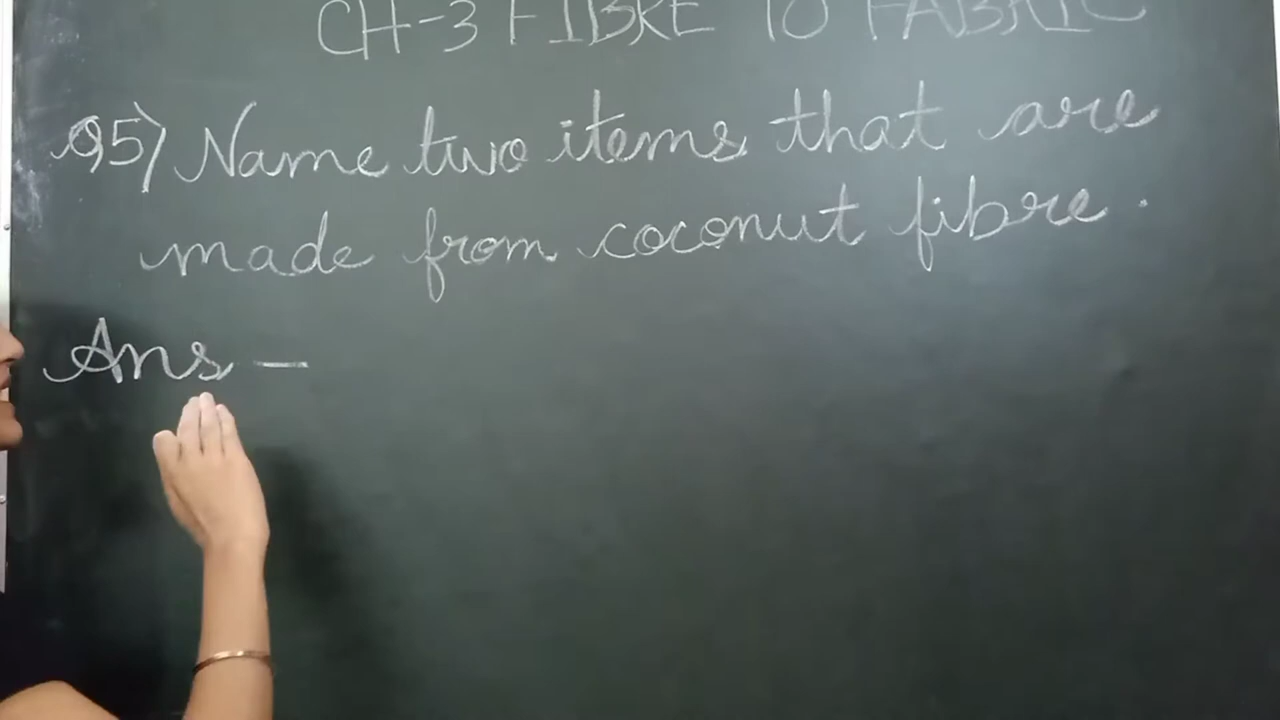 CH-3 FIBRE TO FABRIC
Q5) Name two items that are
made from coconut fibre.
Ans -